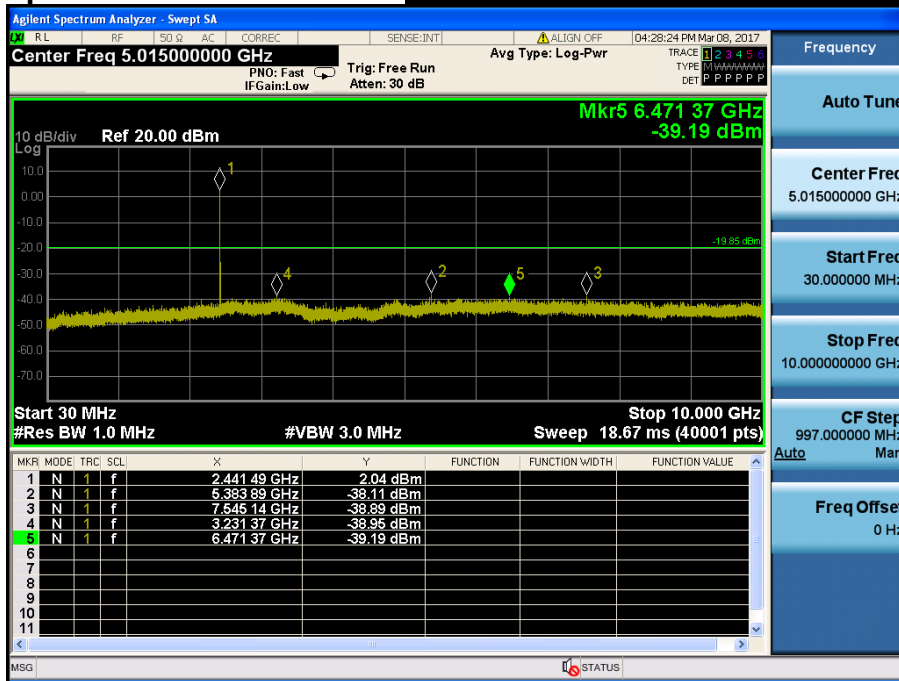 Agilent Spectrum Analyzer - Swept SA
LXI RL RF 50 Ω AC CORREC SENSE:INT ALIGN OFF 04:28:24 PM Mar 08, 2017
Center Freq 5.015000000 GHz
PNO: Fast
IFGain:Low
Trig: Free Run
Atten: 30 dB
Avg Type: Log-Pwr
TRACE 1 2 3 4 5 6
TYPE M WWWWW
DET P P P P P P
Mkr5 6.471 37 GHz
-39.19 dBm
10 dB/div Ref 20.00 dBm
Log
10.0
0.00
-10.0
-20.0
-30.0
-40.0
-50.0
-60.0
-70.0
1
4
2
5
3
-19.85 dBm
Start 30 MHz Stop 10.000 GHz
#Res BW 1.0 MHz #VBW 3.0 MHz Sweep 18.67 ms (40001 pts)
MKR MODE TRC SCL X Y FUNCTION FUNCTION WIDTH FUNCTION VALUE
1 N 1 f 2.441 49 GHz 2.04 dBm
2 N 1 f 5.383 89 GHz -38.11 dBm
3 N 1 f 7.545 14 GHz -38.89 dBm
4 N 1 f 3.231 37 GHz -38.95 dBm
5 N 1 f 6.471 37 GHz -39.19 dBm
6
7
8
9
10
11
MSG STATUS
Frequency
Auto Tune
Center Freq
5.015000000 GHz
Start Freq
30.000000 MHz
Stop Freq
10.000000000 GHz
CF Step
997.000000 MHz
Auto Man
Freq Offset
0 Hz